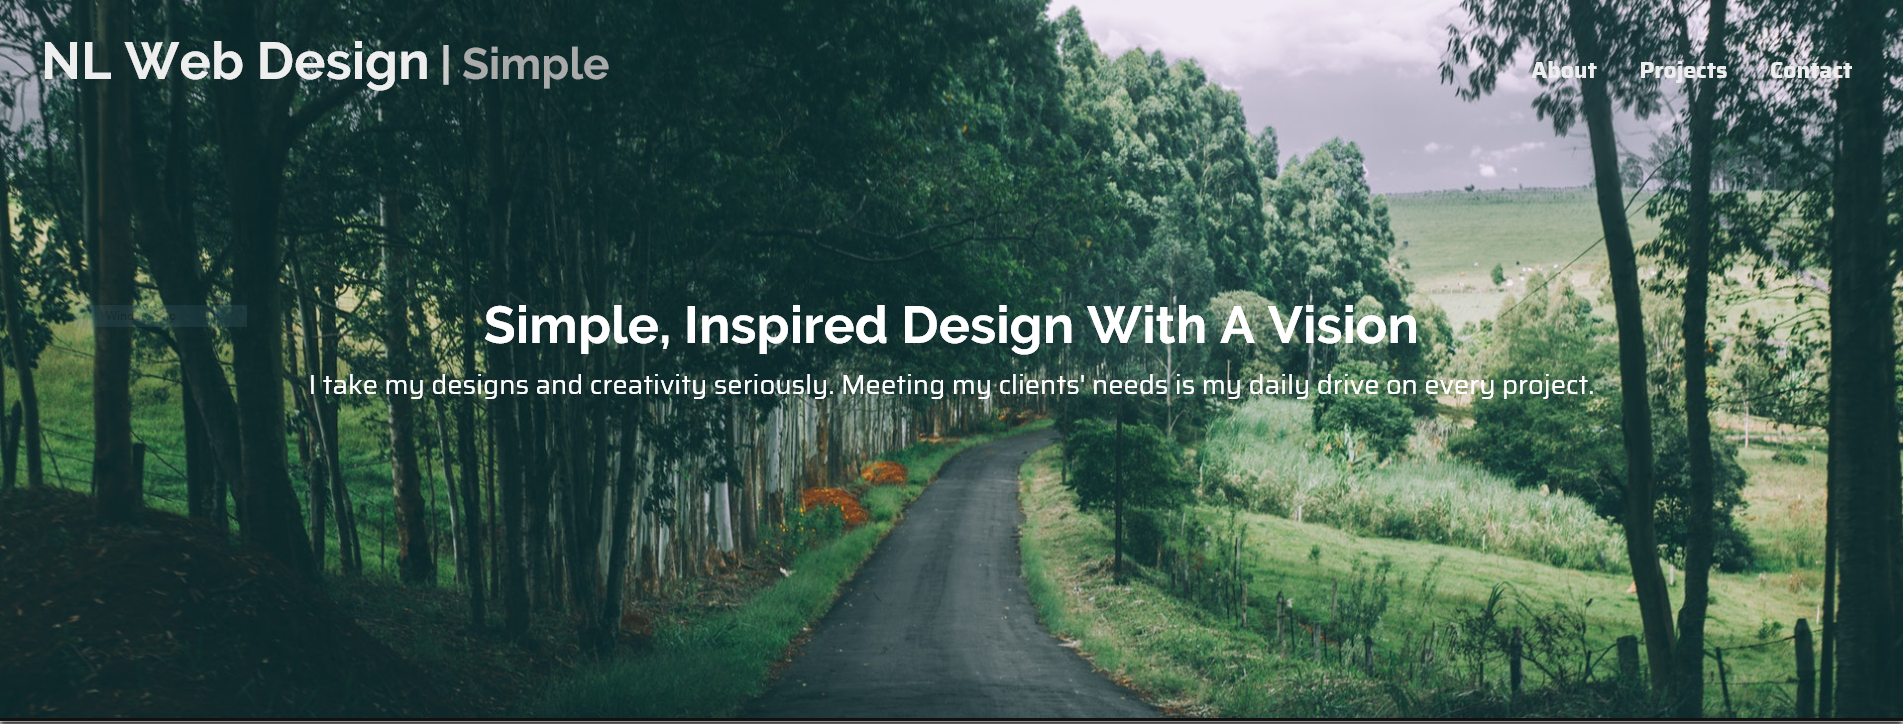 NL Web Design | Simple
About Projects Contact
Simple, Inspired Design With A Vision
I take my designs and creativity seriously. Meeting my clients' needs is my daily drive on every project.